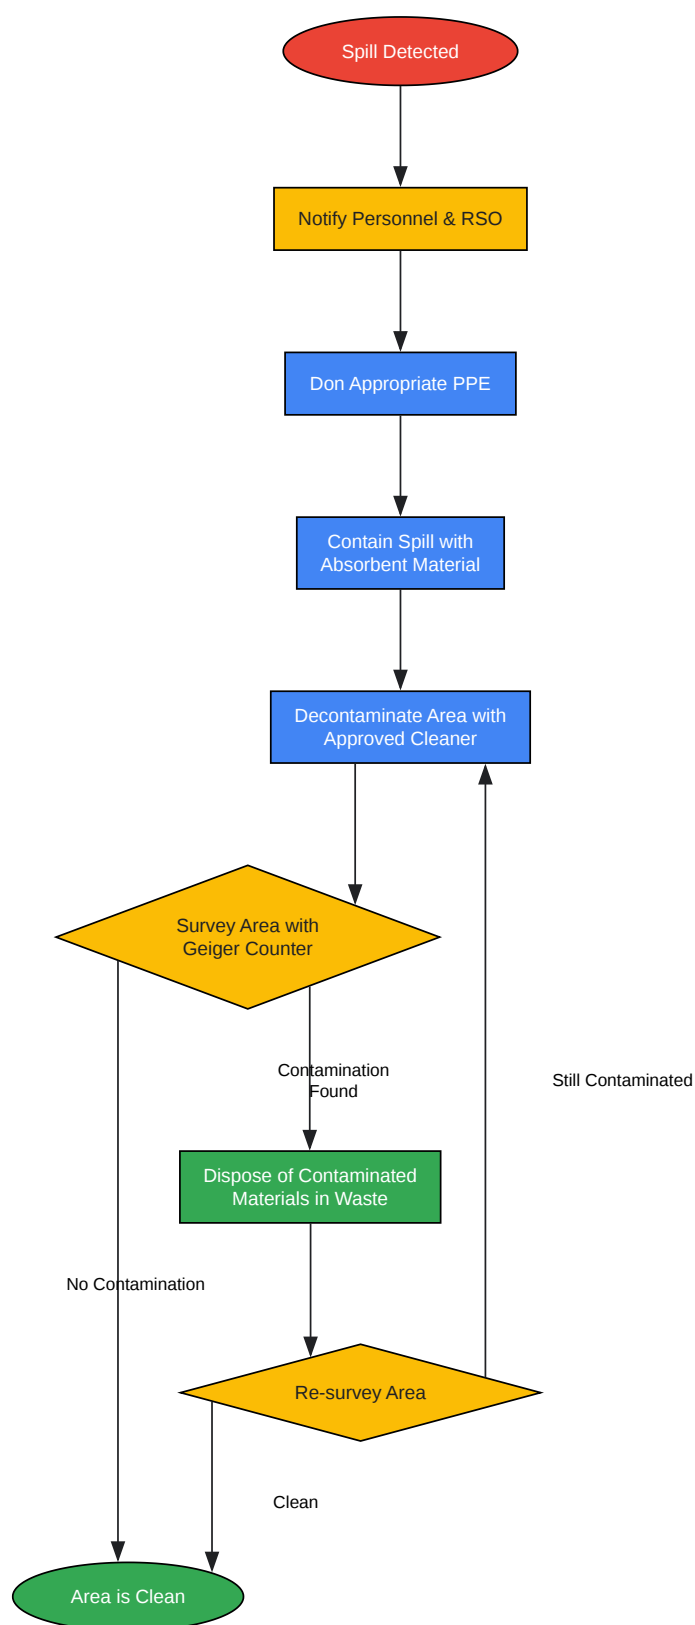 Spill Detected
Notify Personnel & RSO
Don Appropriate PPE
Contain Spill with
Absorbent Material
Decontaminate Area with
Approved Cleaner
Survey Area with
Geiger Counter
Contamination
Found
Still Contaminated
Dispose of Contaminated
Materials in Waste
No Contamination
Re-survey Area
Clean
Area is Clean